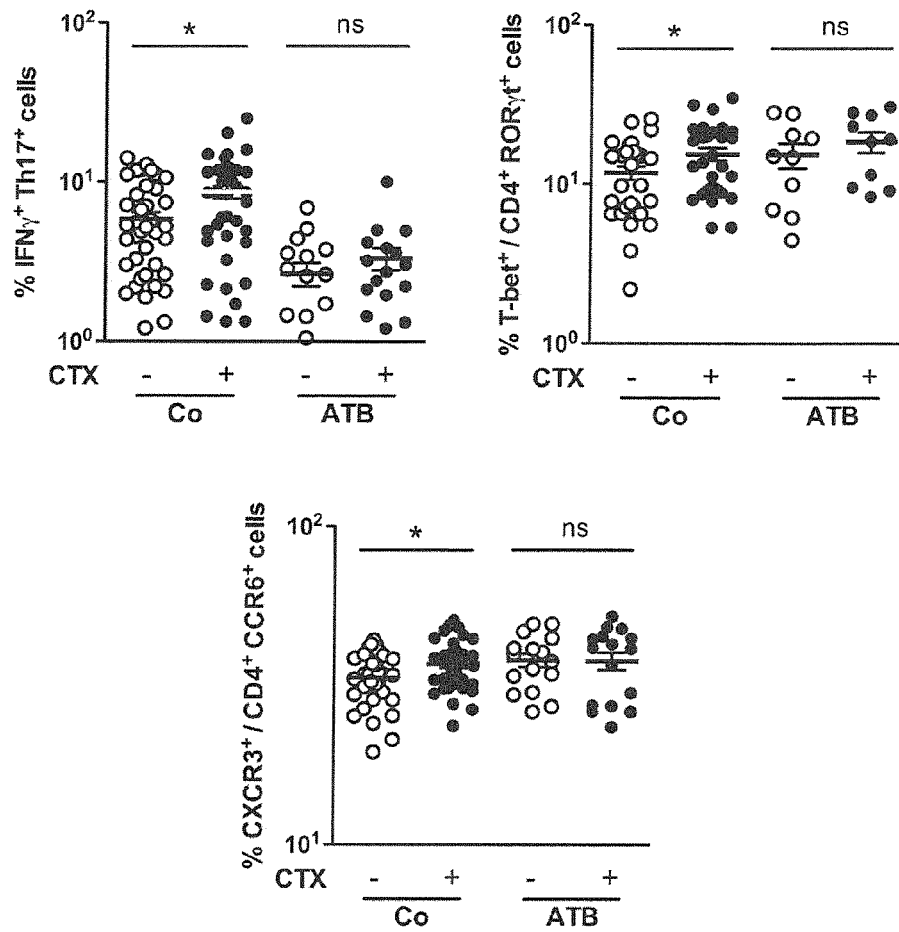 % IFNγ⁺ Th17⁺ cells
10²
10¹
10⁰
* ns
CTX - + - +
Co ATB
% T-bet⁺ / CD4⁺ RORγt⁺ cells
10²
10¹
10⁰
* ns
CTX - + - +
Co ATB
% CXCR3⁺ / CD4⁺ CCR6⁺ cells
10²
10¹
* ns
CTX - + - +
Co ATB